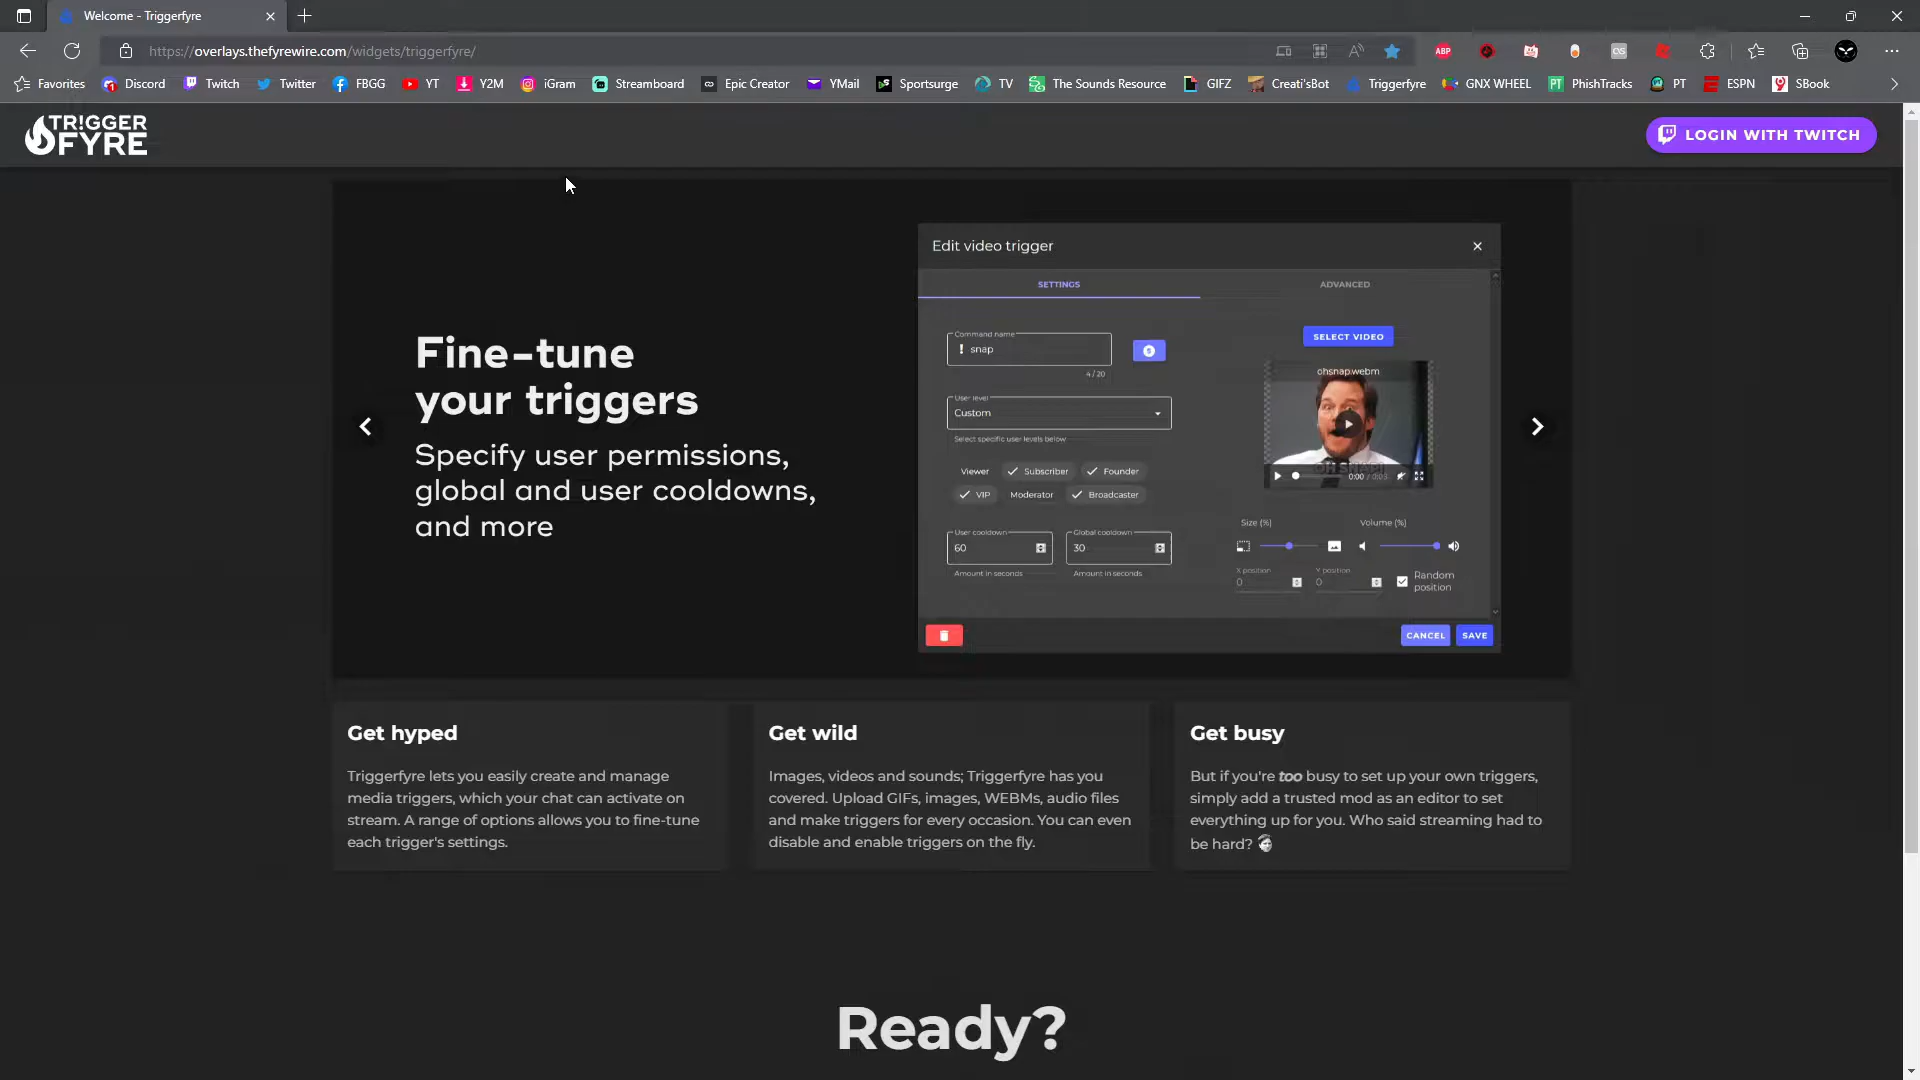 Welcome - Triggerfyre
https://overlays.thefyrewire.com/widgets/triggerfyre/
ABP
Favorites Discord Twitch Twitter FBGG YT Y2M iGram Streamboard Epic Creator YMail Sportsurge TV The Sounds Resource GIFZ Creati'sBot Triggerfyre GNX WHEEL PT PhishTracks PT ESPN SBook
TR!GGER
FYRE
LOGIN WITH TWITCH
Edit video trigger
SETTINGS ADVANCED
Fine-tune
your triggers
Specify user permissions,
global and user cooldowns,
and more
Command name
! snap
4 / 20
User level
Custom
Select specific user levels below
Viewer Subscriber Founder
VIP Moderator Broadcaster
User cooldown Global cooldown
60 30
Amount in seconds Amount in seconds
SELECT VIDEO
ohsnap.webm
OH SNAP!
0:00 / 0:03
Size (%) Volume (%)
X position Y position
0 0
Random
position
CANCEL SAVE
Get hyped
Triggerfyre lets you easily create and manage
media triggers, which your chat can activate on
stream. A range of options allows you to fine-tune
each trigger's settings.
Get wild
Images, videos and sounds; Triggerfyre has you
covered. Upload GIFs, images, WEBMs, audio files
and make triggers for every occasion. You can even
disable and enable triggers on the fly.
Get busy
But if you're too busy to set up your own triggers,
simply add a trusted mod as an editor to set
everything up for you. Who said streaming had to
be hard?
Ready?